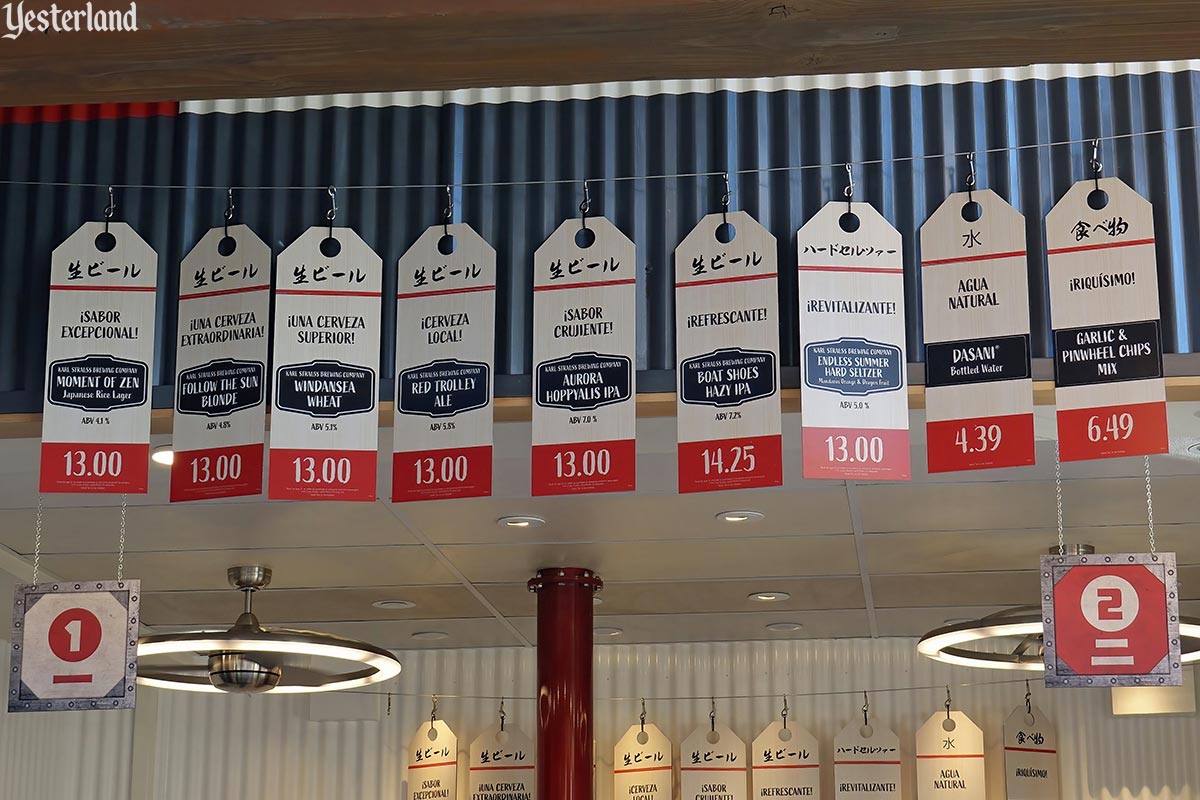 Yesterland
生ビール
¡SABOR
EXCEPCIONAL!
KARL STRAUSS BREWING COMPANY
MOMENT OF ZEN
Japanese Rice Lager
ABV 4.1 %
13.00
生ビール
¡UNA CERVEZA
EXTRAORDINARIA!
KARL STRAUSS BREWING COMPANY
FOLLOW THE SUN
BLONDE
ABV 4.8%
13.00
生ビール
¡UNA CERVEZA
SUPERIOR!
KARL STRAUSS BREWING COMPANY
WINDANSEA
WHEAT
ABV 5.1%
13.00
生ビール
¡CERVEZA
LOCAL!
KARL STRAUSS BREWING COMPANY
RED TROLLEY
ALE
ABV 5.8%
13.00
生ビール
¡SABOR
CRUJIENTE!
KARL STRAUSS BREWING COMPANY
AURORA
HOPPYALIS IPA
ABV 7.0 %
13.00
生ビール
¡REFRESCANTE!
KARL STRAUSS BREWING COMPANY
BOAT SHOES
HAZY IPA
ABV 7.2%
14.25
ハードセルツァー
¡REVITALIZANTE!
KARL STRAUSS BREWING COMPANY
ENDLESS SUMMER
HARD SELTZER
Mandarin Orange & Dragon Fruit
ABV 5.0 %
13.00
水
AGUA
NATURAL
DASANI®
Bottled Water
4.39
食べ物
¡RIQUÍSIMO!
GARLIC &
PINWHEEL CHIPS
MIX
6.49
1
2
生ビール
¡SABOR
EXCEPCIONAL!
生ビール
¡UNA CERVEZA
EXTRAORDINARIA!
生ビール
¡CERVEZA
LOCAL!
生ビール
¡SABOR
CRUJIENTE!
生ビール
¡REFRESCANTE!
ハードセルツァー
¡REVITALIZANTE!
水
AGUA
NATURAL
食べ物
¡RIQUÍSIMO!